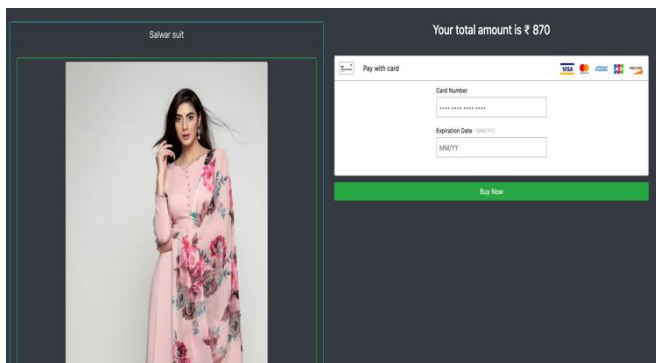 Salwar suit
Your total amount is ₹ 870
Pay with card
VISA
Card Number
•••• •••• •••• ••••
Expiration Date (MM/YY)
MM/YY
Buy Now